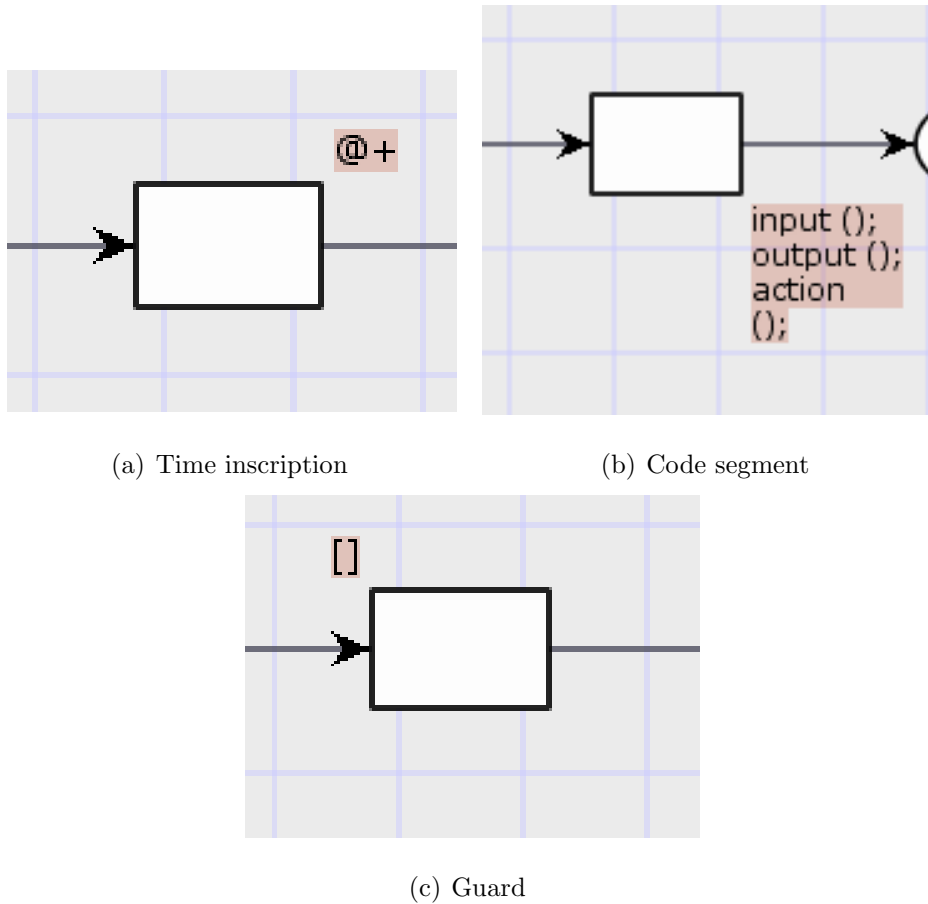 @+
input ();
output ();
action
();
(a) Time inscription
(b) Code segment
[]
(c) Guard